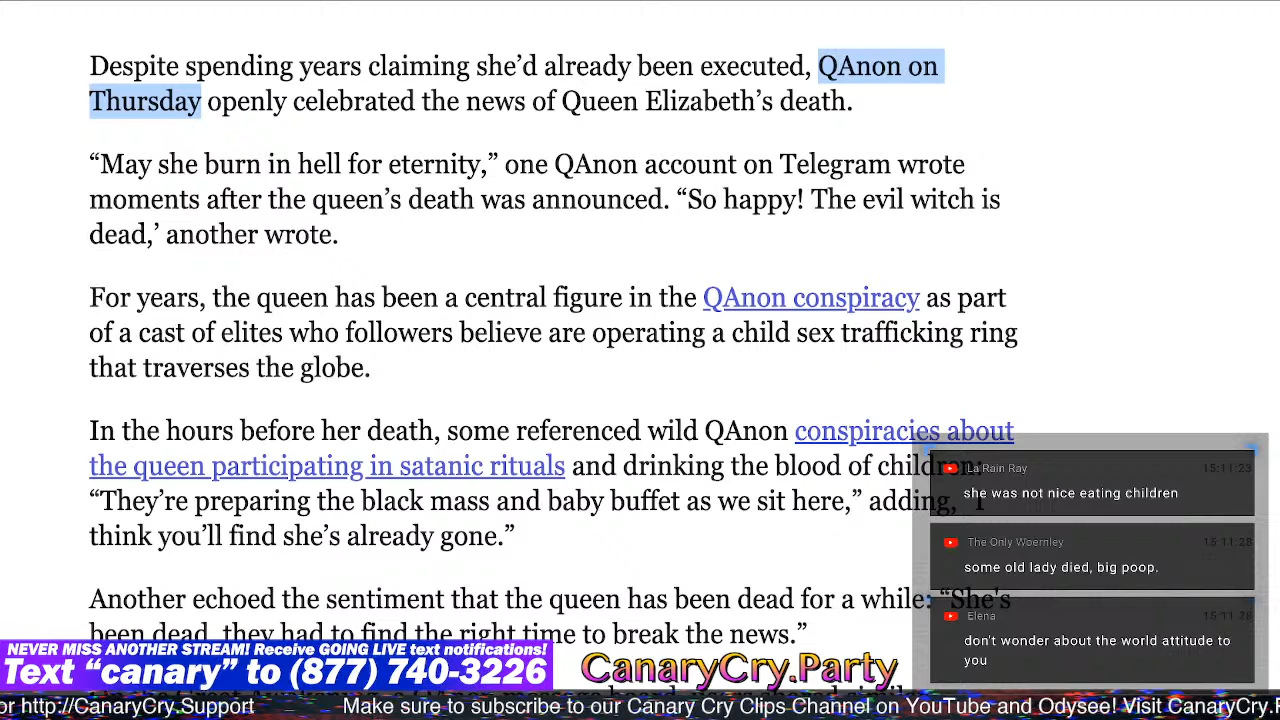 Despite spending years claiming she’d already been executed, QAnon on
Thursday openly celebrated the news of Queen Elizabeth’s death.
“May she burn in hell for eternity,” one QAnon account on Telegram wrote
moments after the queen’s death was announced. “So happy! The evil witch is
dead,’ another wrote.
For years, the queen has been a central figure in the QAnon conspiracy as part
of a cast of elites who followers believe are operating a child sex trafficking ring
that traverses the globe.
In the hours before her death, some referenced wild QAnon conspiracies about
the queen participating in satanic rituals and drinking the blood of children:
“They’re preparing the black mass and baby buffet as we sit here,” adding, “I
think you’ll find she’s already gone.”
Another echoed the sentiment that the queen has been dead for a while: “She's
been dead, they had to find the right time to break the news.”
La Rain Ray 15:11:23
she was not nice eating children
The Only Woernley 15:11:28
some old lady died, big poop.
Elena 15:11:28
don't wonder about the world attitude to
you
NEVER MISS ANOTHER STREAM! Receive GOING LIVE text notifications!
Text “canary” to (877) 740-3226
CanaryCry.Party
or http://CanaryCry.Support Make sure to subscribe to our Canary Cry Clips Channel on YouTube and Odysee! Visit CanaryCry.